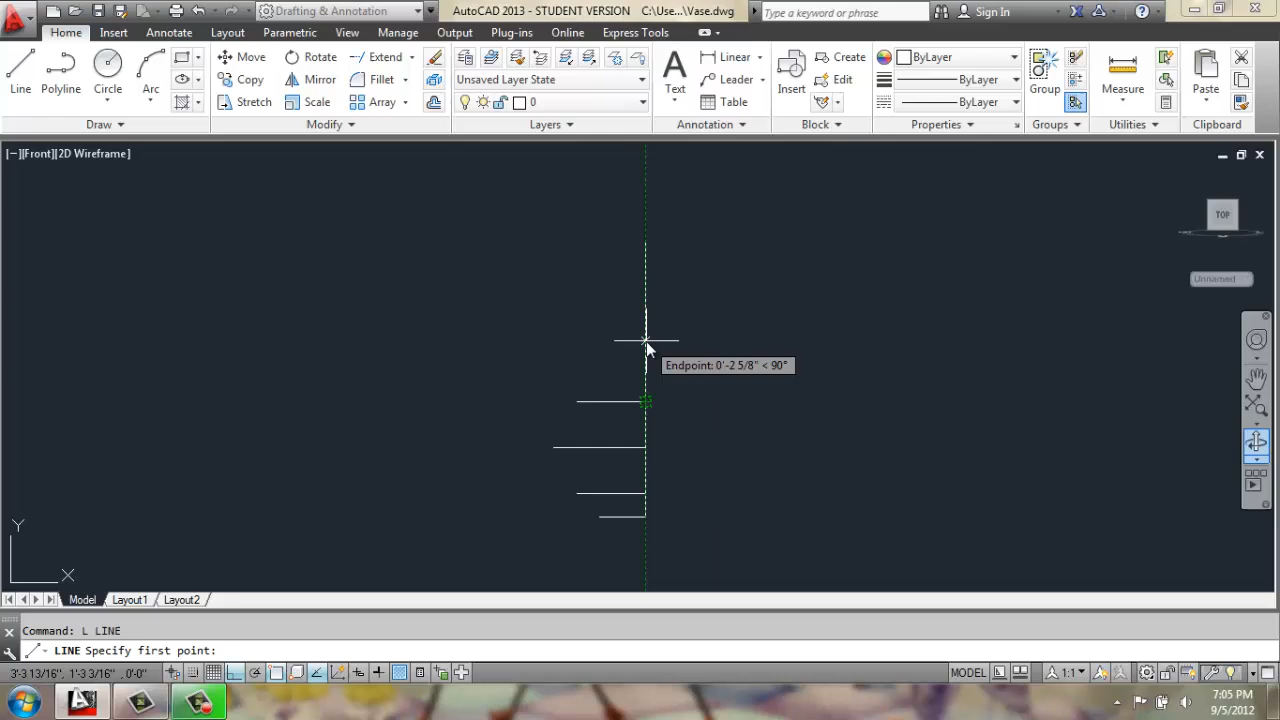 AutoCAD 2013 - STUDENT VERSION C:\Use...\Vase.dwg
Drafting & Annotation
Type a keyword or phrase
Sign In
Home Insert Annotate Layout Parametric View Manage Output Plug-ins Online Express Tools
Line Polyline Circle Arc
Move Rotate Extend
Copy Mirror Fillet
Stretch Scale Array
Unsaved Layer State
0
Text
Linear
Leader
Table
Insert
Create
Edit
ByLayer
ByLayer
ByLayer
Group
Measure
Paste
Draw Modify Layers Annotation Block Properties Groups Utilities Clipboard
[−][Front][2D Wireframe]
TOP
Unnamed
Endpoint: 0'-2 5/8" < 90°
Y
X
Model Layout1 Layout2
Command: L LINE
LINE Specify first point:
3'-3 13/16", 1'-3 3/16", 0'-0"
MODEL
1:1
7:05 PM
9/5/2012